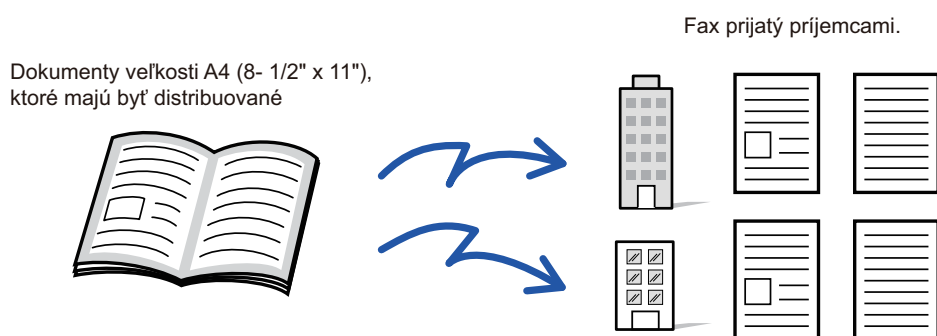 Fax prijatý príjemcami.
Dokumenty veľkosti A4 (8- 1/2" x 11"),
ktoré majú byť distribuované